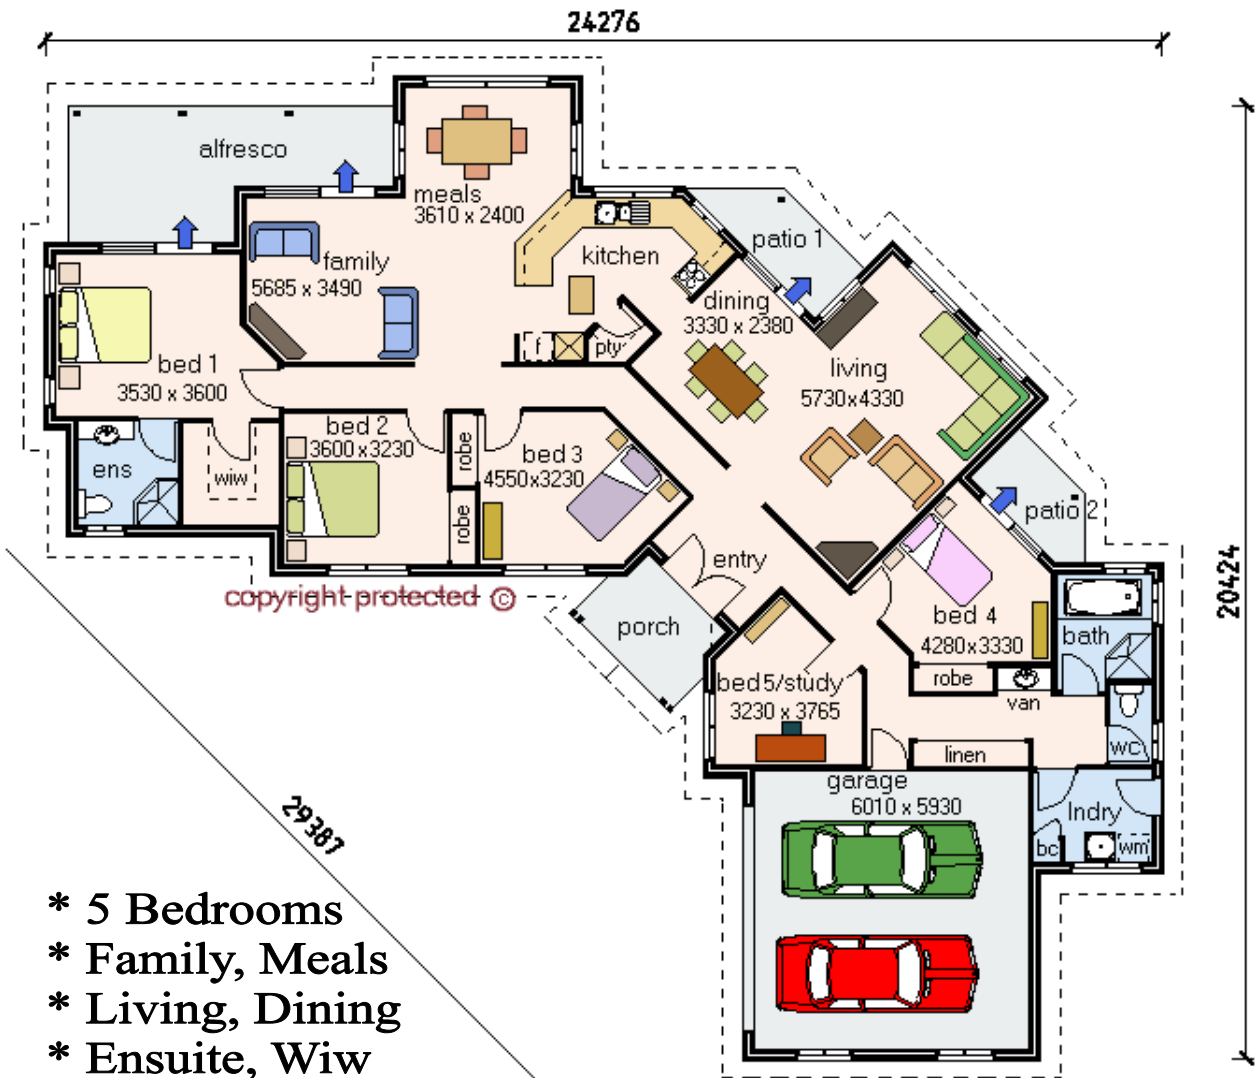 24276
alfresco
meals
3610 x 2400
patio 1
kitchen
family
5685 x 3490
dining
3330 x 2380
f
pty
bed 1
3530 x 3600
living
5730x4330
bed 2
3600x3230
robe
bed 3
4550x3230
ens
wiw
robe
patio 2
entry
20424
copyright protected ©
porch
bed 4
4280x3330
bath
robe
van
bed5/study
3230 x 3765
wc
linen
garage
6010 x 5930
lndry
bc
wm
29387
* 5 Bedrooms
* Family, Meals
* Living, Dining
* Ensuite, Wiw